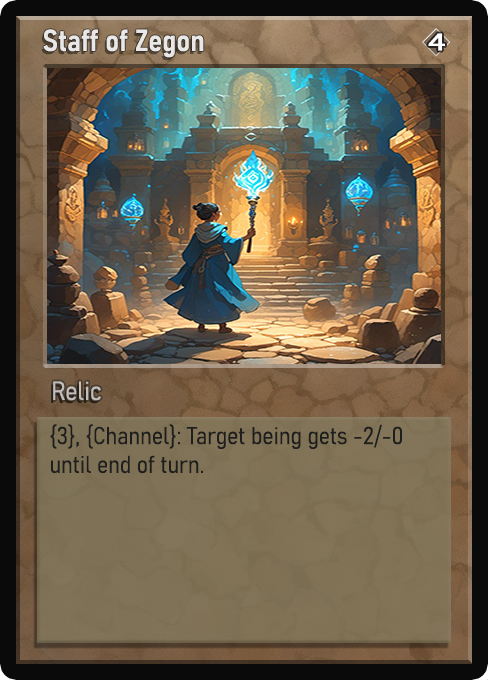 Staff of Zegon 4
Relic
{3}, {Channel}: Target being gets -2/-0
until end of turn.